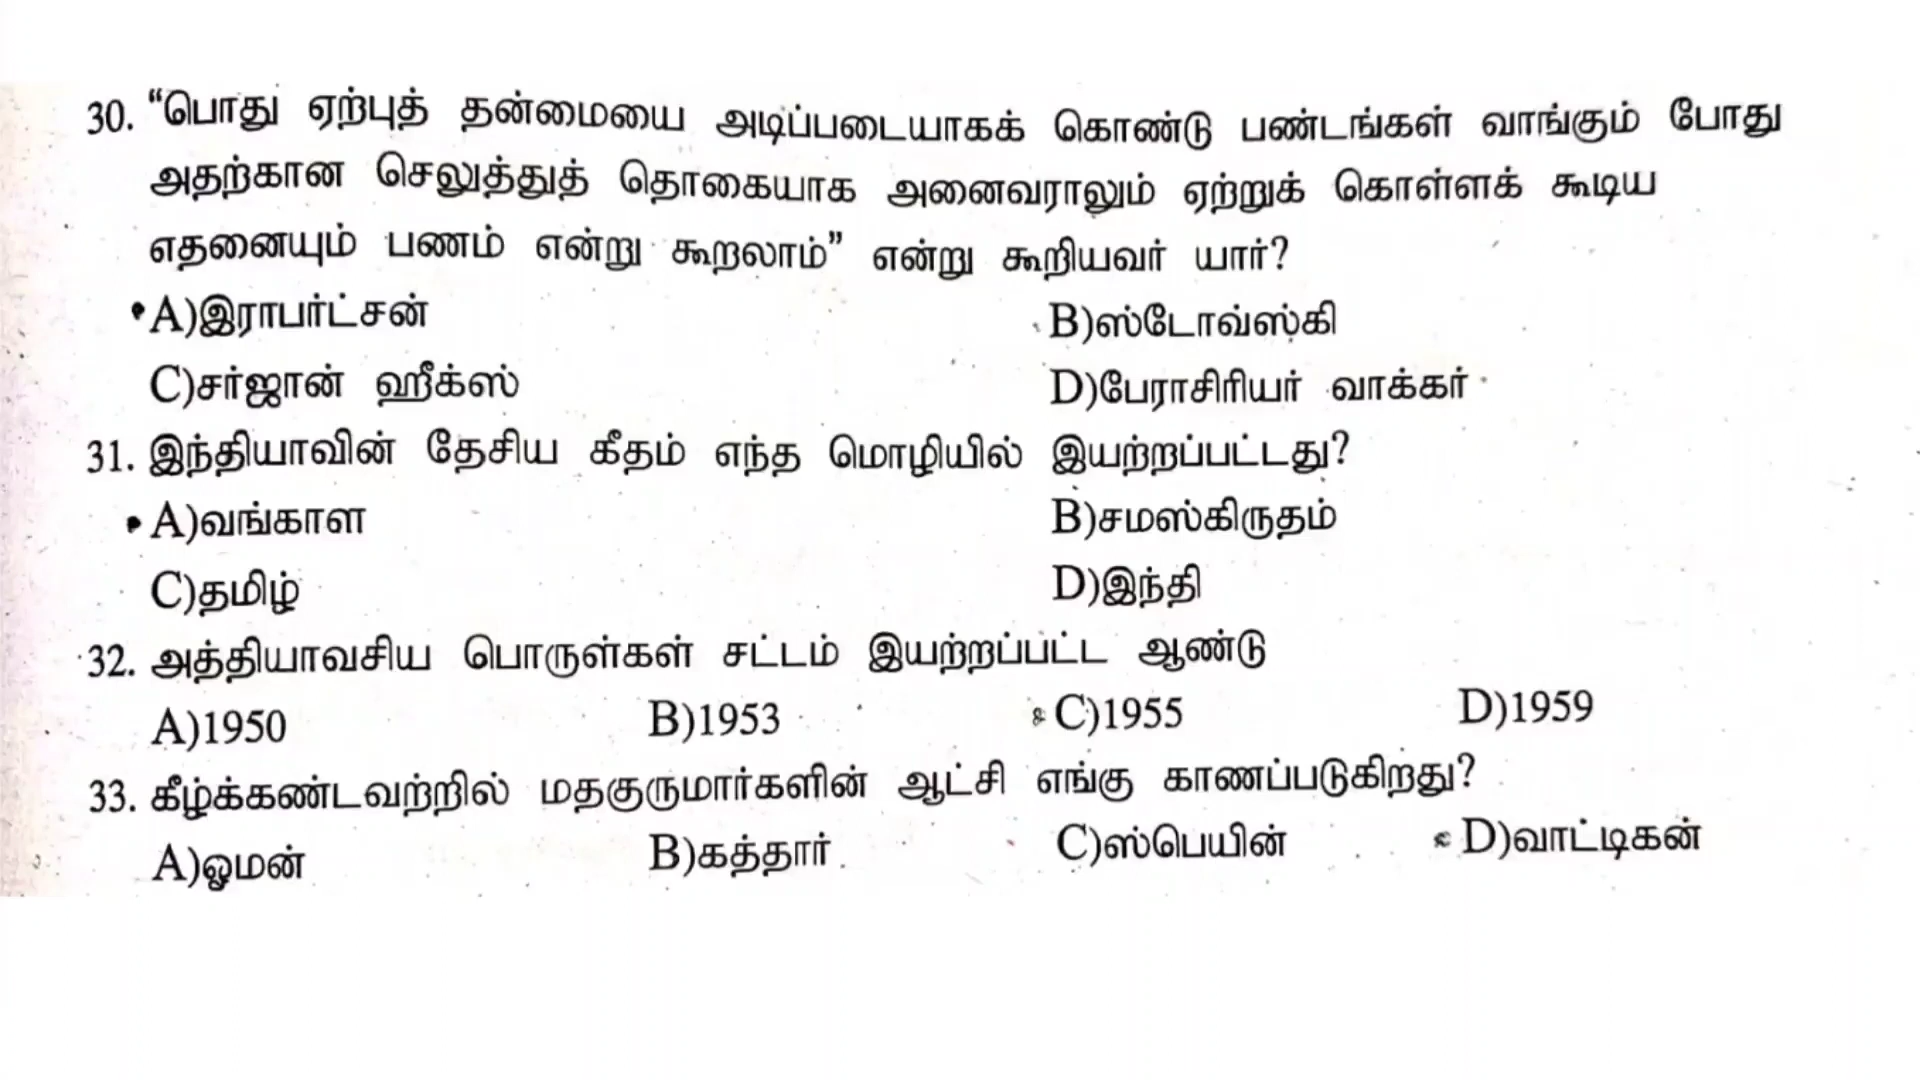 30. “பொது ஏற்புத் தன்மையை அடிப்படையாகக் கொண்டு பண்டங்கள் வாங்கும் போது
அதற்கான செலுத்துத் தொகையாக அனைவராலும் ஏற்றுக் கொள்ளக் கூடிய
எதனையும் பணம் என்று கூறலாம்” என்று கூறியவர் யார்?
A)இராபர்ட்சன் B)ஸ்டோவ்ஸ்கி
C)சர்ஜான் ஹீக்ஸ் D)பேராசிரியர் வாக்கர்
31. இந்தியாவின் தேசிய கீதம் எந்த மொழியில் இயற்றப்பட்டது?
A)வங்காள B)சமஸ்கிருதம்
C)தமிழ் D)இந்தி
32. அத்தியாவசிய பொருள்கள் சட்டம் இயற்றப்பட்ட ஆண்டு
A)1950 B)1953 C)1955 D)1959
33. கீழ்க்கண்டவற்றில் மதகுருமார்களின் ஆட்சி எங்கு காணப்படுகிறது?
A)ஓமன் B)கத்தார் C)ஸ்பெயின் D)வாட்டிகன்